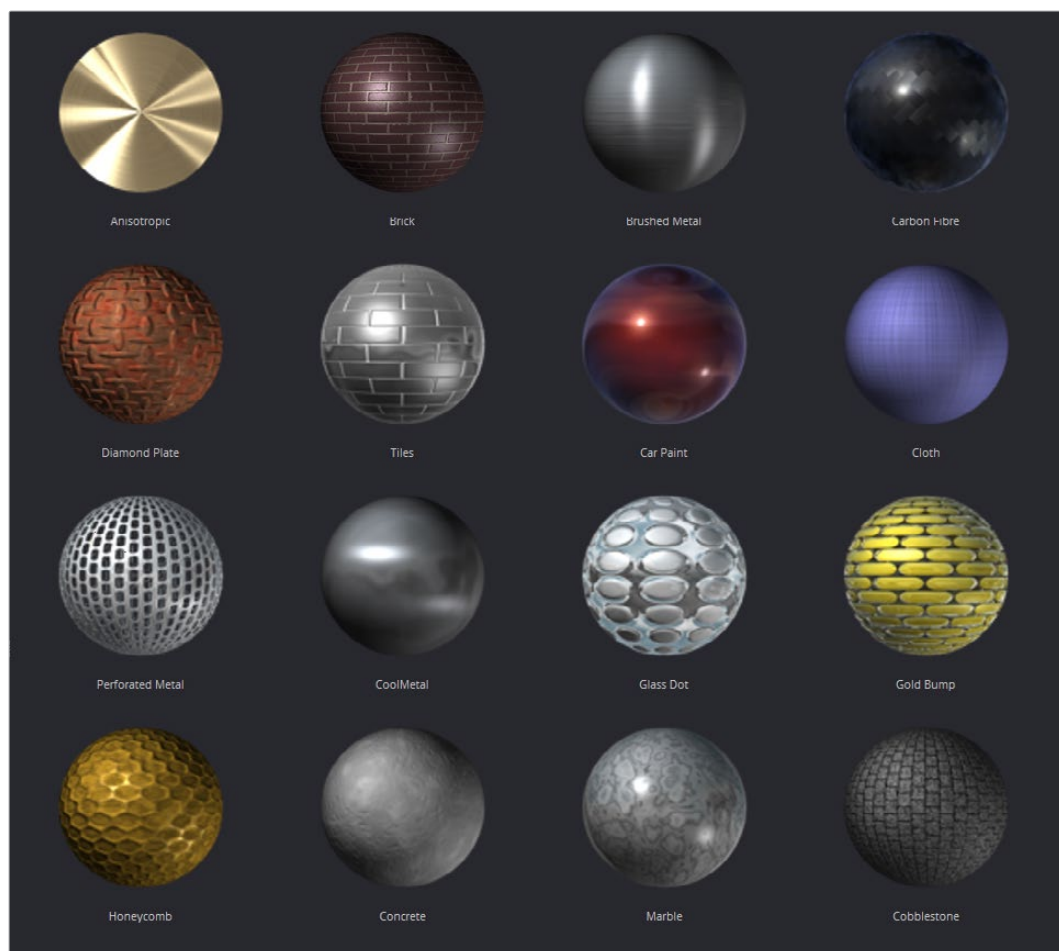 Anisotropic
Brick
Brushed Metal
Carbon Fibre
Diamond Plate
Tiles
Car Paint
Cloth
Perforated Metal
CoolMetal
Glass Dot
Gold Bump
Honeycomb
Concrete
Marble
Cobblestone